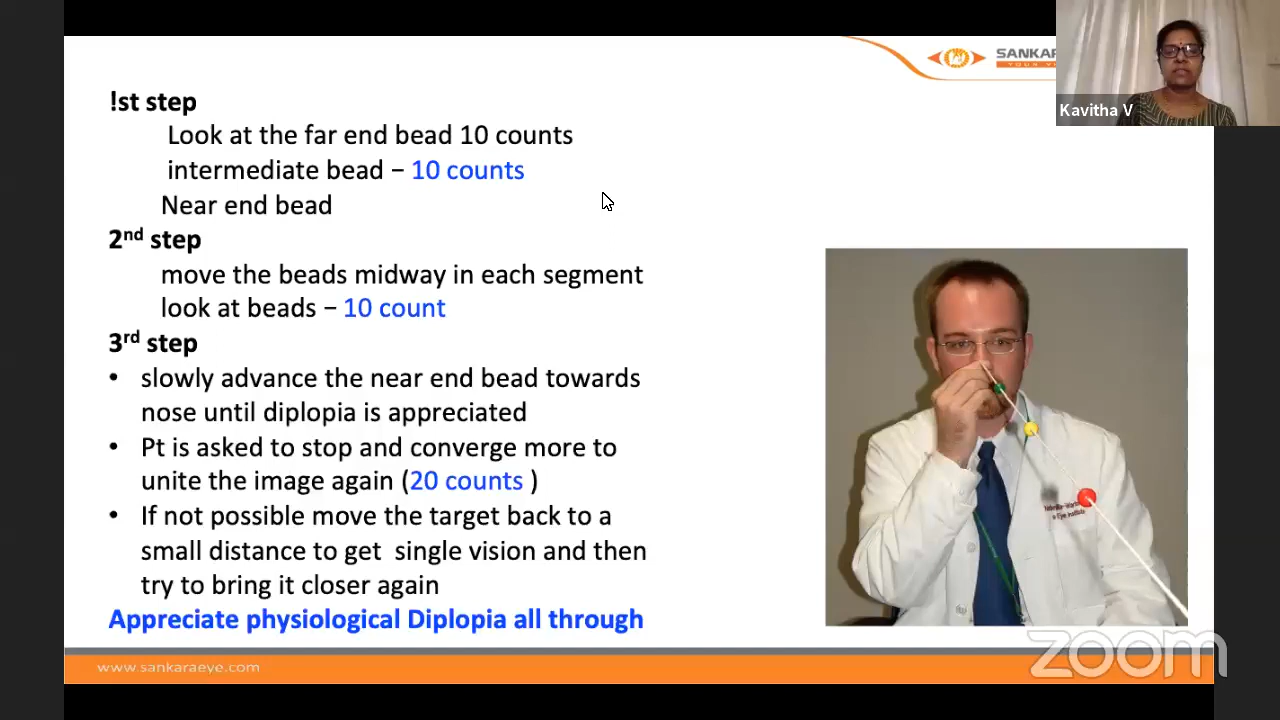 SANKAR
Kavitha V
!st step
Look at the far end bead 10 counts
intermediate bead – 10 counts
Near end bead
2nd step
move the beads midway in each segment
look at beads – 10 count
3rd step
• slowly advance the near end bead towards
nose until diplopia is appreciated
• Pt is asked to stop and converge more to
unite the image again (20 counts )
• If not possible move the target back to a
small distance to get single vision and then
try to bring it closer again
Appreciate physiological Diplopia all through
www.sankaraeye.com
zoom